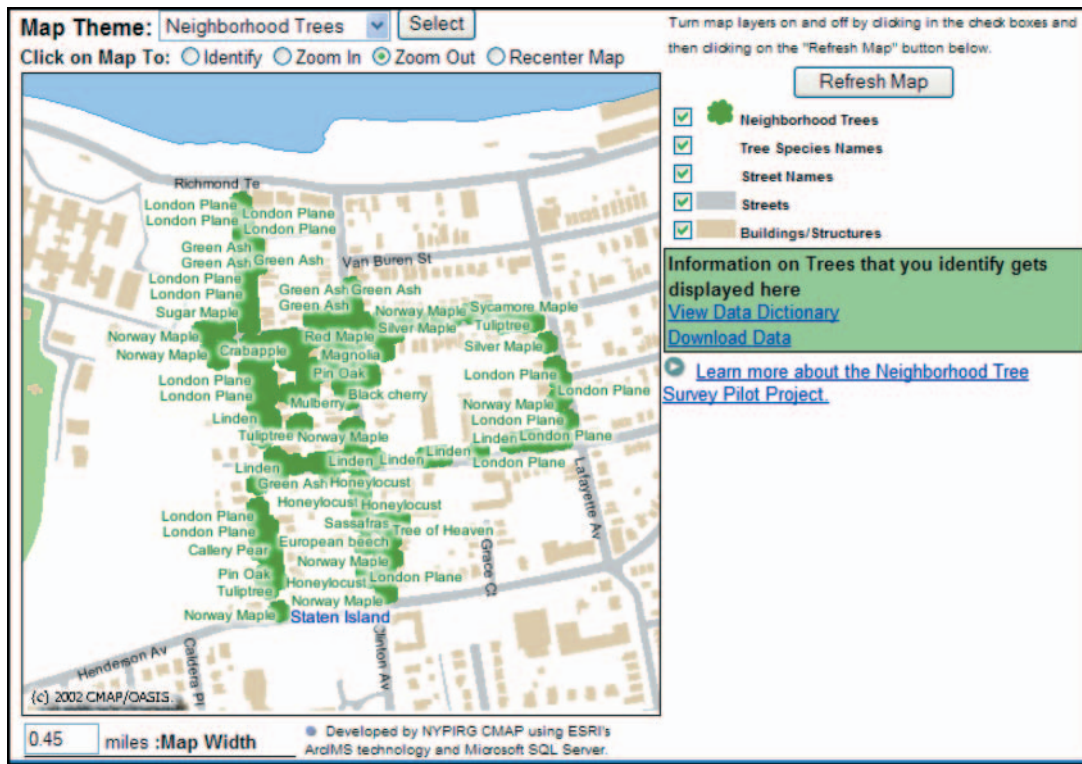 Map Theme: Neighborhood Trees Select
Click on Map To: Identify Zoom In Zoom Out Recenter Map
Turn map layers on and off by clicking in the check boxes and
then clicking on the "Refresh Map" button below.
Refresh Map
Neighborhood Trees
Tree Species Names
Street Names
Streets
Buildings/Structures
Information on Trees that you identify gets
displayed here
View Data Dictionary
Download Data
Learn more about the Neighborhood Tree
Survey Pilot Project.
Richmond Te
London Plane
London Plane
London Plane
London Plane
Green Ash
Green Ash Green Ash
Van Buren St
London Plane
London Plane
Green Ash Green Ash
Green Ash
Sugar Maple
Norway Maple
Sycamore Maple
Silver Maple
Tuliptree
Norway Maple
Red Maple
Silver Maple
Norway Maple
Crabapple
Magnolia
Pin Oak
London Plane
London Plane
London Plane
London Plane
Black cherry
Mulberry
Norway Maple
Linden
London Plane
Tuliptree
Norway Maple
Linden
London Plane
Linden
Linden
Linden
Linden
London Plane
Green Ash
Honeylocust
Honeylocust
Honeylocust
London Plane
London Plane
Sassafras
Tree of Heaven
Callery Pear
European beech
Norway Maple
Pin Oak
Honeylocust
London Plane
Tuliptree
Norway Maple
Norway Maple
Staten Island
Lafayette Av
Grace Ct
Clinton Av
Henderson Av
Caldera Pl
(c) 2002 CMAP/OASIS.
0.45 miles :Map Width
Developed by NYPIRG CMAP using ESRI's
ArcIMS technology and Microsoft SQL Server.